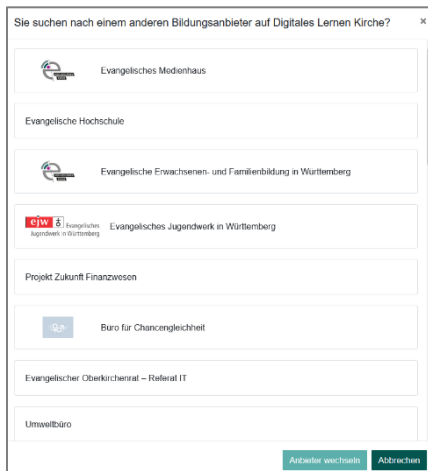 Sie suchen nach einem anderen Bildungsanbieter auf Digitales Lernen Kirche? ×
Evangelisches Medienhaus
Evangelische Hochschule
Evangelische Erwachsenen- und Familienbildung in Württemberg
ejw Evangelisches
Jugendwerk in Württemberg
Evangelisches Jugendwerk in Württemberg
Projekt Zukunft Finanzwesen
Büro für Chancengleichheit
Evangelischer Oberkirchenrat – Referat IT
Umweltbüro
Anbieter wechseln Abbrechen